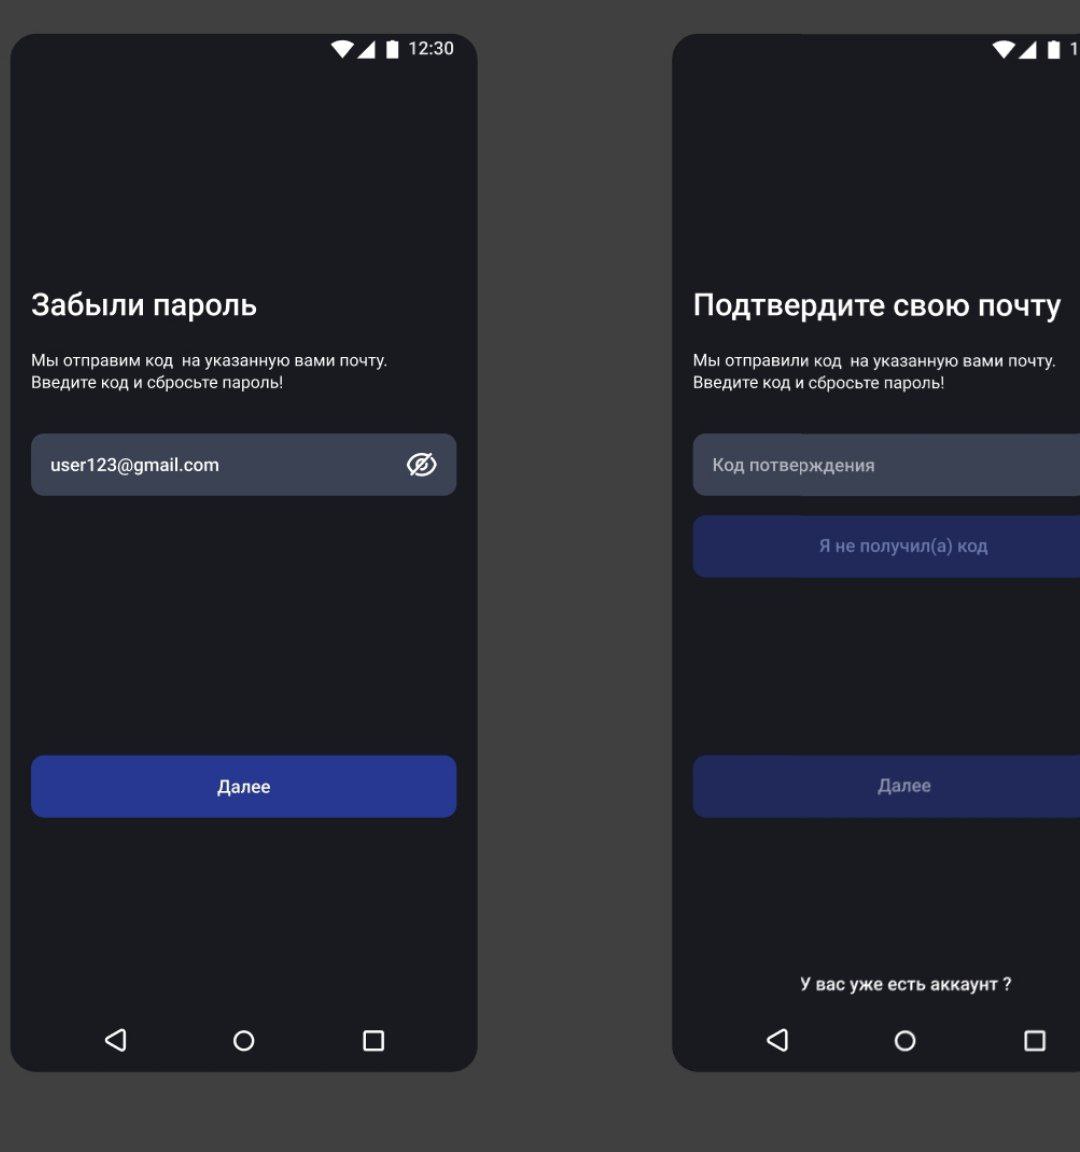 12:30
Забыли пароль
Мы отправим код  на указанную вами почту.
Введите код и сбросьте пароль!
user123@gmail.com
Далее
1
Подтвердите свою почту
Мы отправили код  на указанную вами почту.
Введите код и сбросьте пароль!
Код потверждения
Я не получил(а) код
Далее
У вас уже есть аккаунт ?